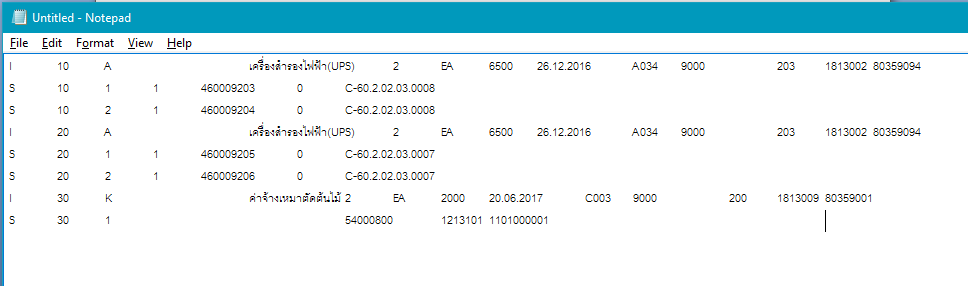 Untitled - Notepad
File Edit Format View Help
I 10 A เครื่องสำรองไฟฟ้า(UPS) 2 EA 6500 26.12.2016 A034 9000 203 1813002 80359094
S 10 1 1 460009203 0 C-60.2.02.03.0008
S 10 2 1 460009204 0 C-60.2.02.03.0008
I 20 A เครื่องสำรองไฟฟ้า(UPS) 2 EA 6500 26.12.2016 A034 9000 203 1813002 80359094
S 20 1 1 460009205 0 C-60.2.02.03.0007
S 20 2 1 460009206 0 C-60.2.02.03.0007
I 30 K ค่าจ้างเหมาตัดต้นไม้ 2 EA 2000 20.06.2017 C003 9000 200 1813009 80359001
S 30 1 54000800 1213101 1101000001